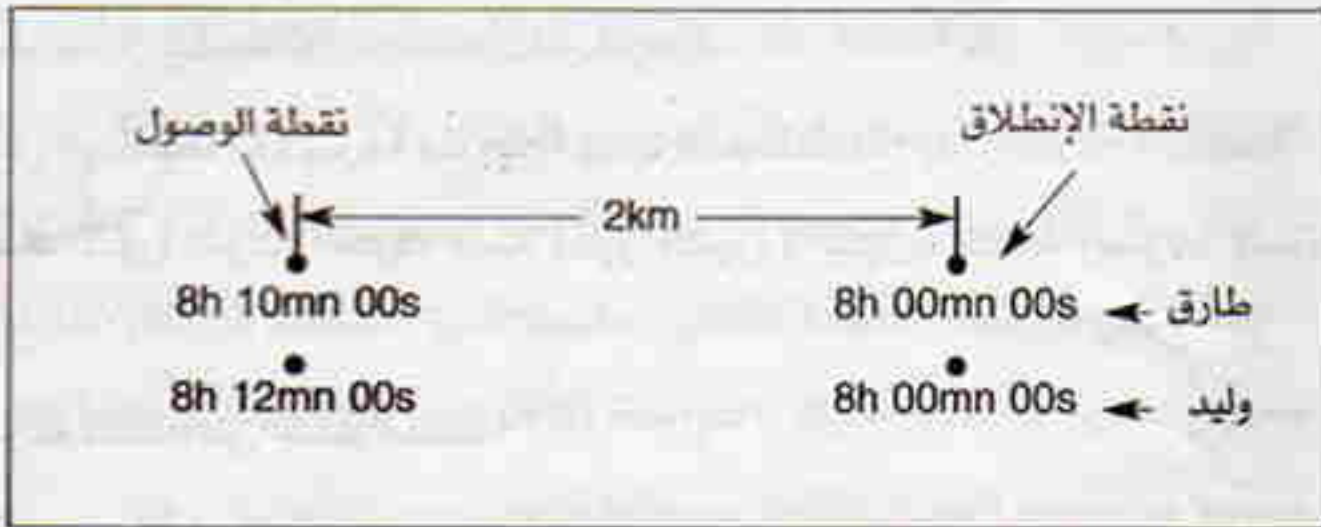 نقطة الإنطلاق
نقطة الوصول
2km
طارق 8h 00mn 00s 8h 10mn 00s
وليد 8h 00mn 00s 8h 12mn 00s